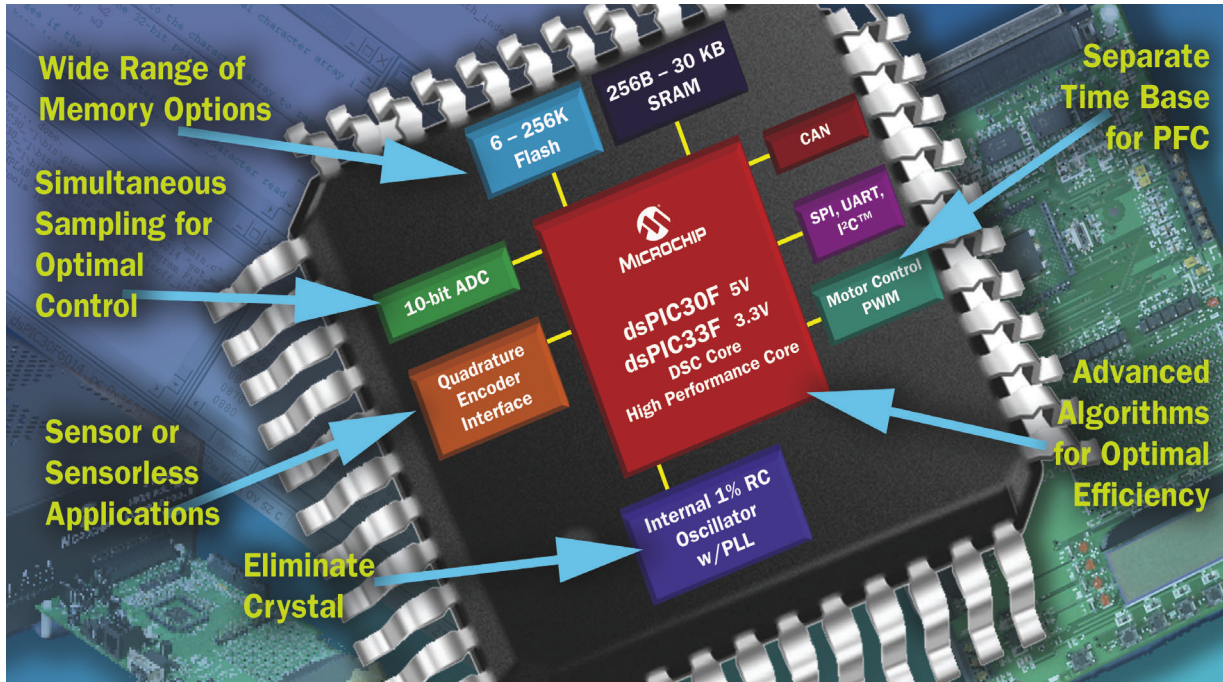 Wide Range of
Memory Options
Simultaneous
Sampling for
Optimal
Control
Sensor or
Sensorless
Applications
Eliminate
Crystal
6 – 256K
Flash
256B – 30 KB
SRAM
CAN
SPI, UART,
I²C™
Motor Control
PWM
10-bit ADC
Quadrature
Encoder
Interface
MICROCHIP
dsPIC30F 5V
dsPIC33F 3.3V
DSC Core
High Performance Core
Internal 1% RC
Oscillator
w/PLL
Separate
Time Base
for PFC
Advanced
Algorithms
for Optimal
Efficiency